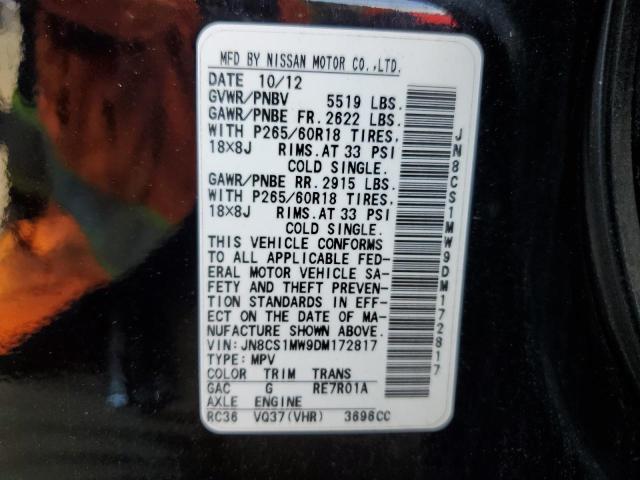 MFD BY NISSAN MOTOR CO.,LTD.
DATE 10/12
GVWR/PNBV 5519 LBS.
GAWR/PNBE FR. 2622 LBS.
WITH P265/60R18 TIRES.
18×8J RIMS.AT 33 PSI
COLD SINGLE.
GAWR/PNBE RR. 2915 LBS.
WITH P265/60R18 TIRES.
18×8J RIMS.AT 33 PSI
COLD SINGLE.
THIS VEHICLE CONFORMS
TO ALL APPLICABLE FED-
ERAL MOTOR VEHICLE SA-
FETY AND THEFT PREVEN-
TION STANDARDS IN EFF-
ECT ON THE DATE OF MA-
NUFACTURE SHOWN ABOVE.
VIN: JN8CS1MW9DM172817
TYPE: MPV
COLOR TRIM TRANS
GAC G RE7R01A
AXLE ENGINE
RC36 VQ37(VHR) 3696CC
JN8CS1MW9DM172817